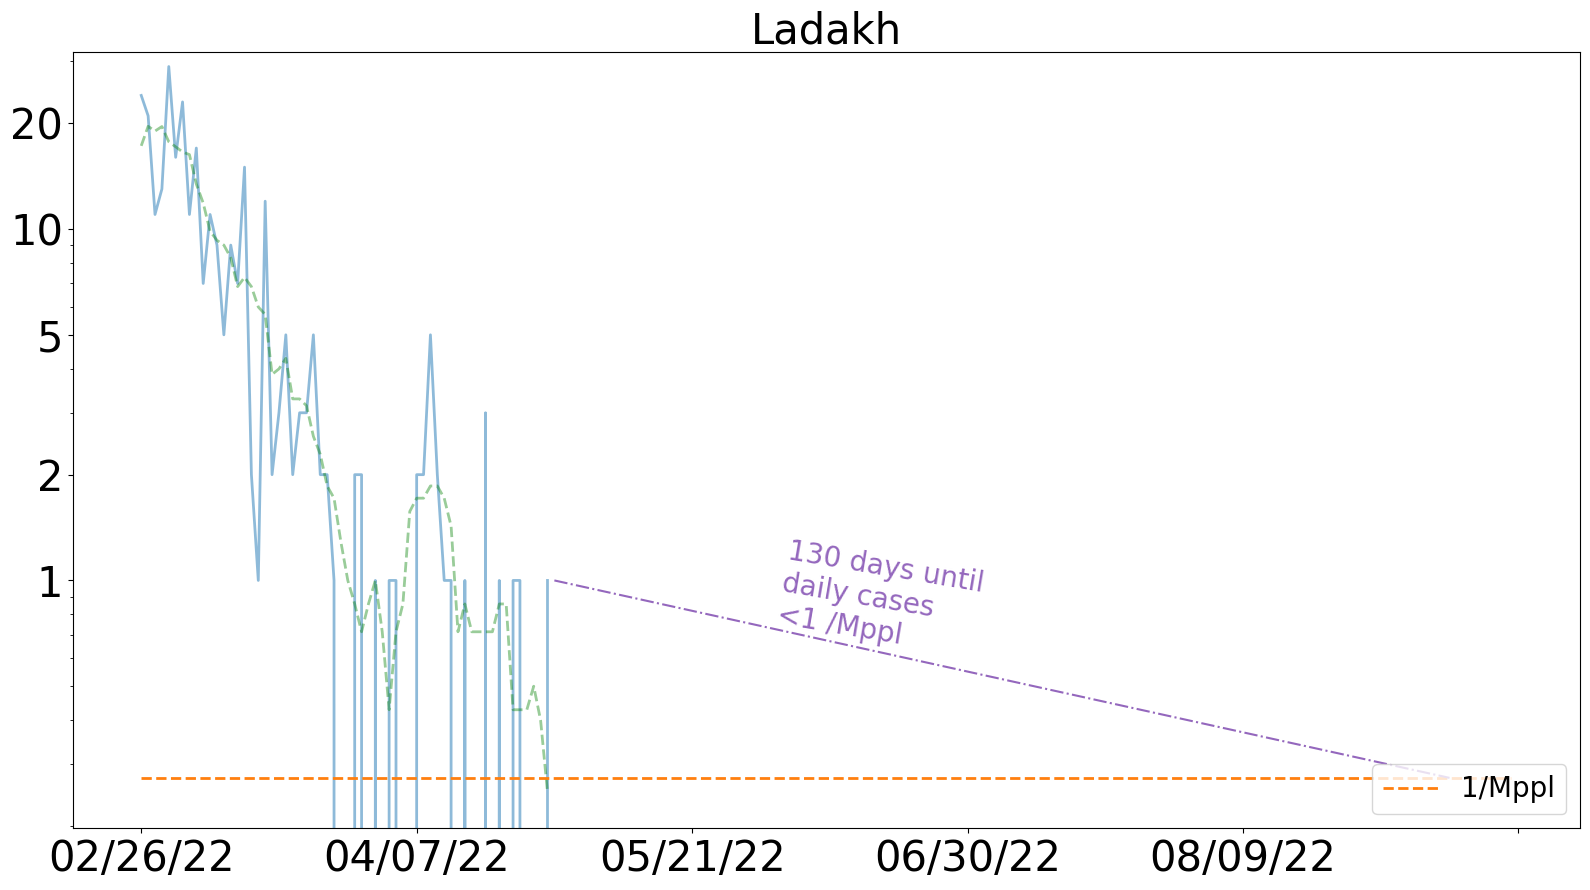 Ladakh
20
10
5
2
1
130 days until
daily cases
<1 /Mppl
1/Mppl
02/26/22 04/07/22 05/21/22 06/30/22 08/09/22